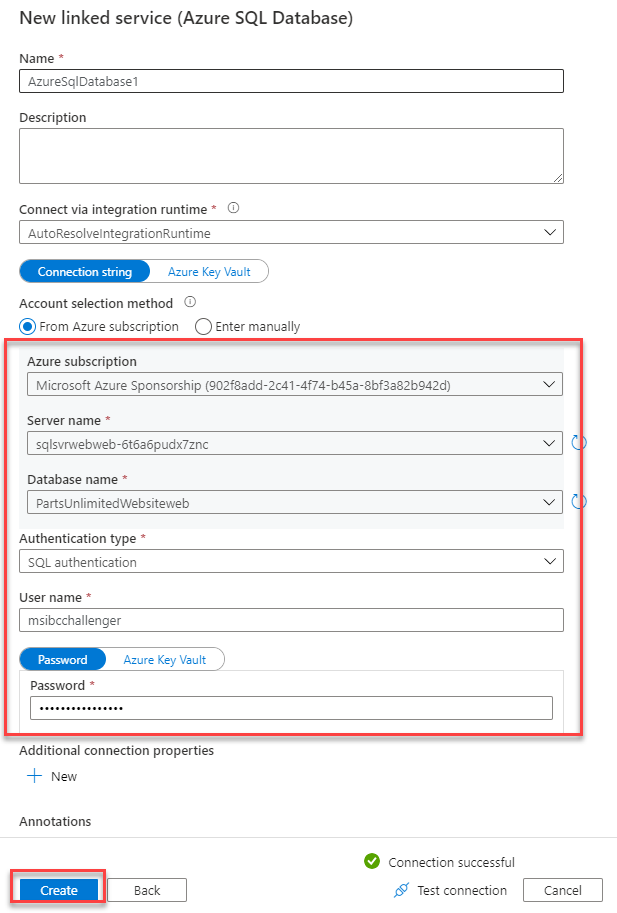 New linked service (Azure SQL Database)
Name *
AzureSqlDatabase1
Description
Connect via integration runtime *
AutoResolveIntegrationRuntime
Connection string Azure Key Vault
Account selection method
From Azure subscription Enter manually
Azure subscription
Microsoft Azure Sponsorship (902f8add-2c41-4f74-b45a-8bf3a82b942d)
Server name *
sqlsvrwebweb-6t6a6pudx7znc
Database name *
PartsUnlimitedWebsiteweb
Authentication type *
SQL authentication
User name *
msibcchallenger
Password Azure Key Vault
Password *
••••••••••••••••
Additional connection properties
New
Annotations
Connection successful
Create Back Test connection Cancel